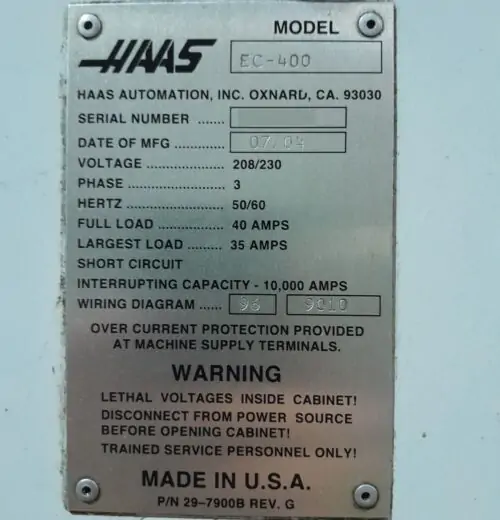 MODEL
HAAS EC-400
HAAS AUTOMATION, INC. OXNARD, CA. 93030
SERIAL NUMBER ......
DATE OF MFG ............. 07.04
VOLTAGE .................... 208/230
PHASE ......................... 3
HERTZ ......................... 50/60
FULL LOAD ................ 40 AMPS
LARGEST LOAD ......... 35 AMPS
SHORT CIRCUIT
INTERRUPTING CAPACITY - 10,000 AMPS
WIRING DIAGRAM ...... 96 9010
OVER CURRENT PROTECTION PROVIDED
AT MACHINE SUPPLY TERMINALS.
WARNING
LETHAL VOLTAGES INSIDE CABINET!
DISCONNECT FROM POWER SOURCE
BEFORE OPENING CABINET!
TRAINED SERVICE PERSONNEL ONLY!
MADE IN U.S.A.
P/N 29-7900B REV. G